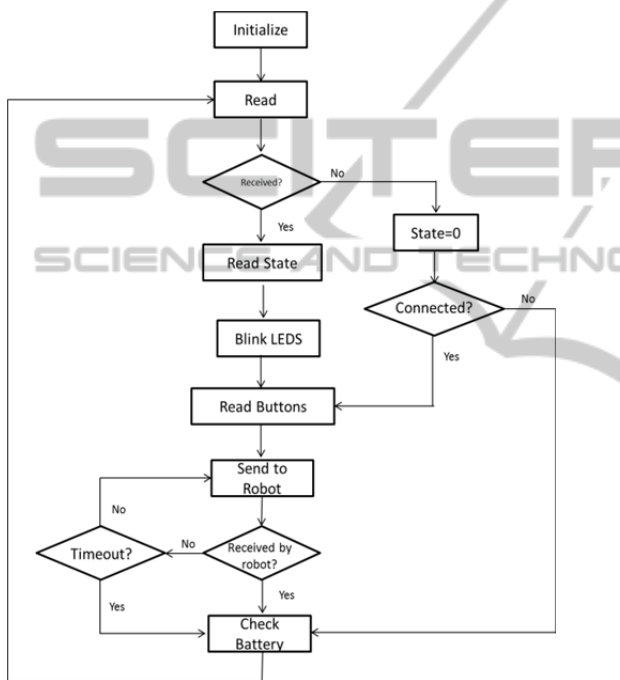 Initialize
Read
Received?
No
Yes
State=0
Read State
Connected?
No
Yes
Blink LEDS
Read Buttons
Send to
Robot
No
Timeout?
No
Received by
robot?
Yes
Yes
Check
Battery
SCITEP
SCIENCE AND TECHNO